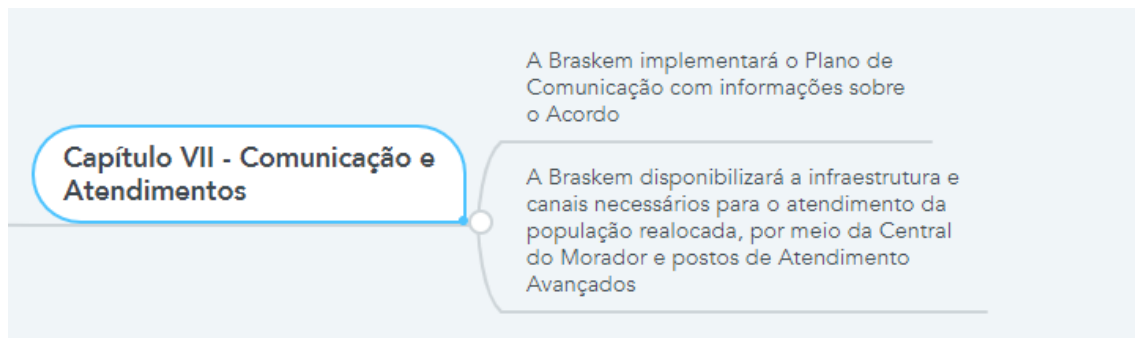 Capítulo VII - Comunicação e
Atendimentos
A Braskem implementará o Plano de
Comunicação com informações sobre
o Acordo
A Braskem disponibilizará a infraestrutura e
canais necessários para o atendimento da
população realocada, por meio da Central
do Morador e postos de Atendimento
Avançados